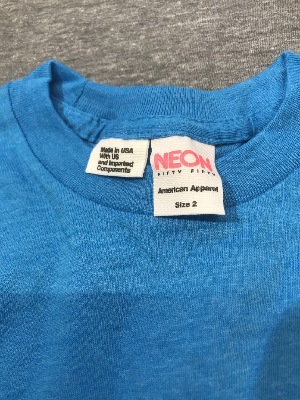 Made in USA
With US
and Imported
Components
NEON
FIFTY FIFTY
American Apparel
Size 2